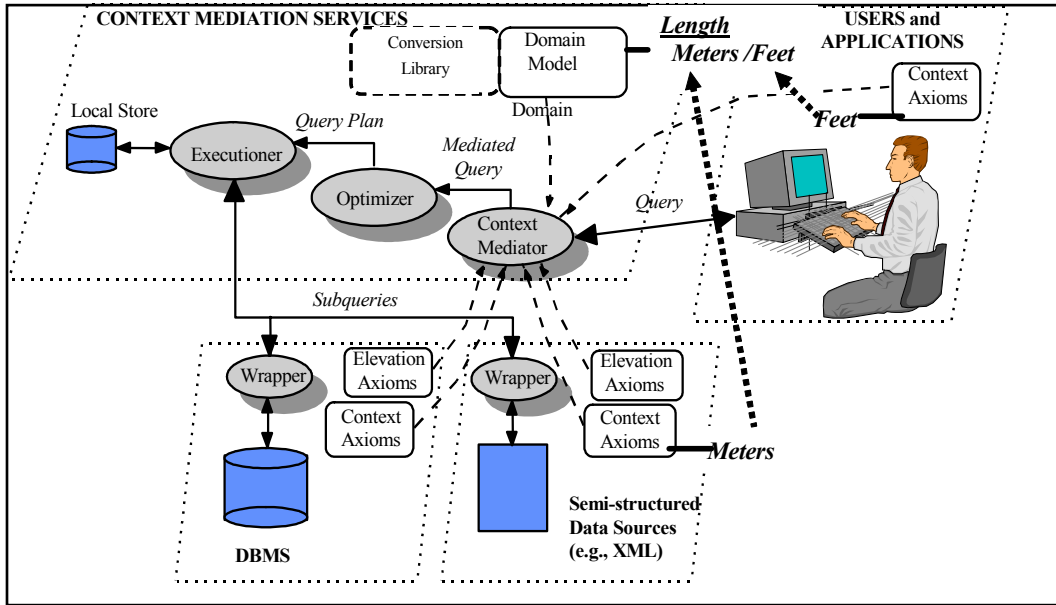 CONTEXT MEDIATION SERVICES
USERS and
APPLICATIONS
Conversion
Library
Domain
Model
Length
Meters /Feet
Context
Axioms
Domain
Feet
Local Store
Query Plan
Executioner
Mediated
Query
Optimizer
Query
Context
Mediator
Subqueries
Wrapper
Elevation
Axioms
Context
Axioms
Wrapper
Elevation
Axioms
Context
Axioms
Meters
DBMS
Semi-structured
Data Sources
(e.g., XML)